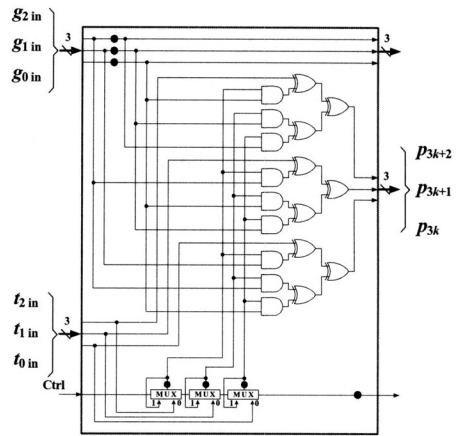 g2 in
3
3
g1 in
g0 in
p3k+2
3
p3k+1
p3k
t2 in
3
t1 in
t0 in
Ctrl
MUX MUX MUX
1 0 1 0 1 0